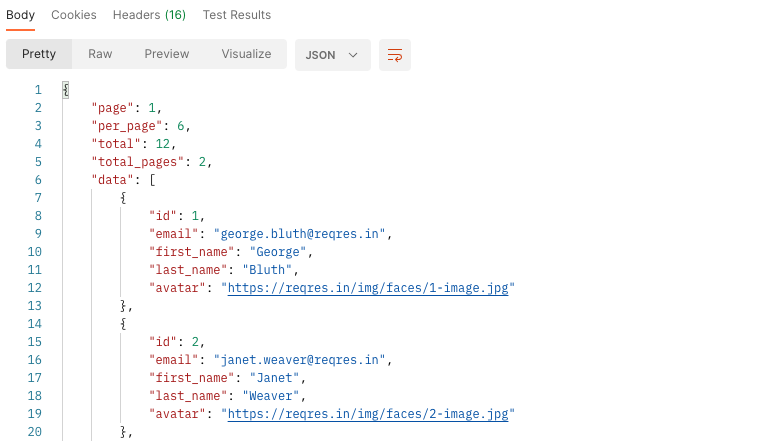 Body Cookies Headers (16) Test Results
Pretty Raw Preview Visualize JSON
1 {
2 "page": 1,
3 "per_page": 6,
4 "total": 12,
5 "total_pages": 2,
6 "data": [
7 {
8 "id": 1,
9 "email": "george.bluth@reqres.in",
10 "first_name": "George",
11 "last_name": "Bluth",
12 "avatar": "https://reqres.in/img/faces/1-image.jpg"
13 },
14 {
15 "id": 2,
16 "email": "janet.weaver@reqres.in",
17 "first_name": "Janet",
18 "last_name": "Weaver",
19 "avatar": "https://reqres.in/img/faces/2-image.jpg"
20 },